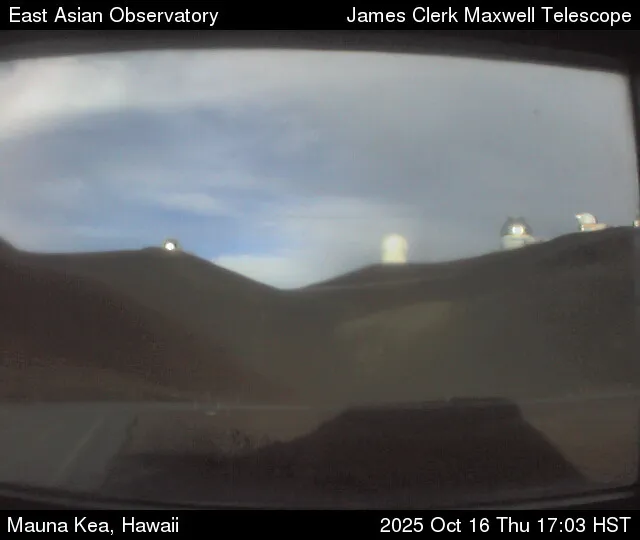 East Asian Observatory
James Clerk Maxwell Telescope
Mauna Kea, Hawaii
2025 Oct 16 Thu 17:03 HST